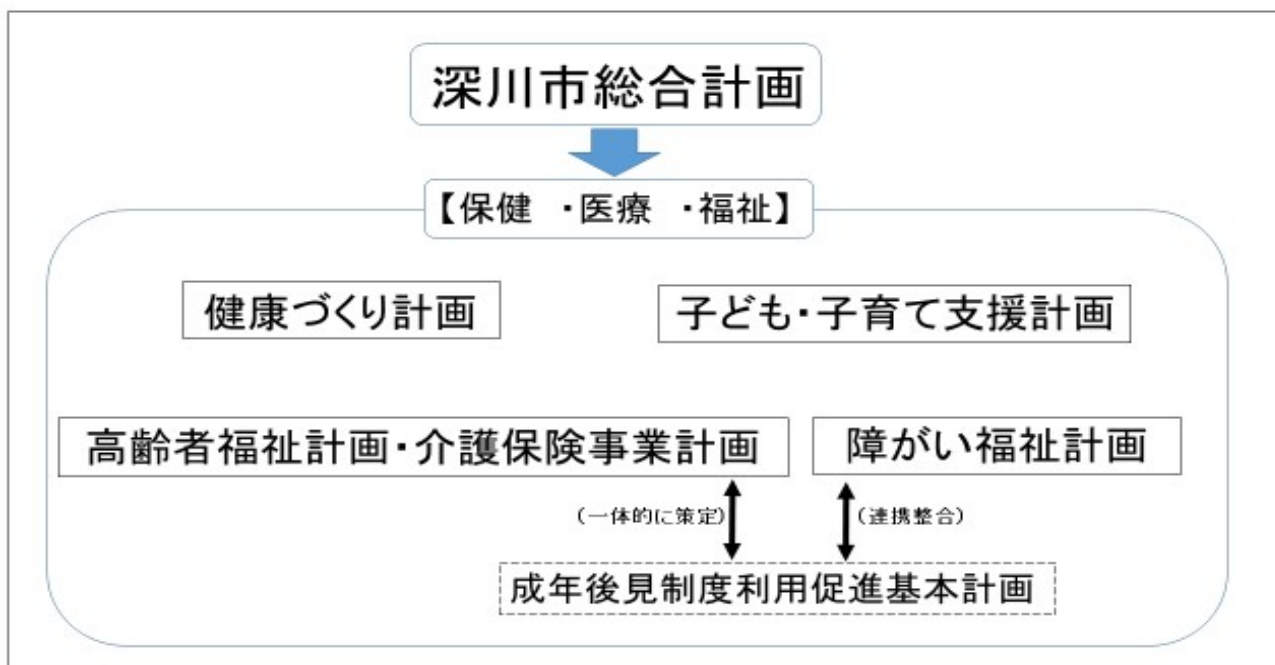 深川市総合計画
【保健 ・医療 ・福祉】
健康づくり計画
子ども・子育て支援計画
高齢者福祉計画・介護保険事業計画
障がい福祉計画
（一体的に策定）
（連携整合）
成年後見制度利用促進基本計画